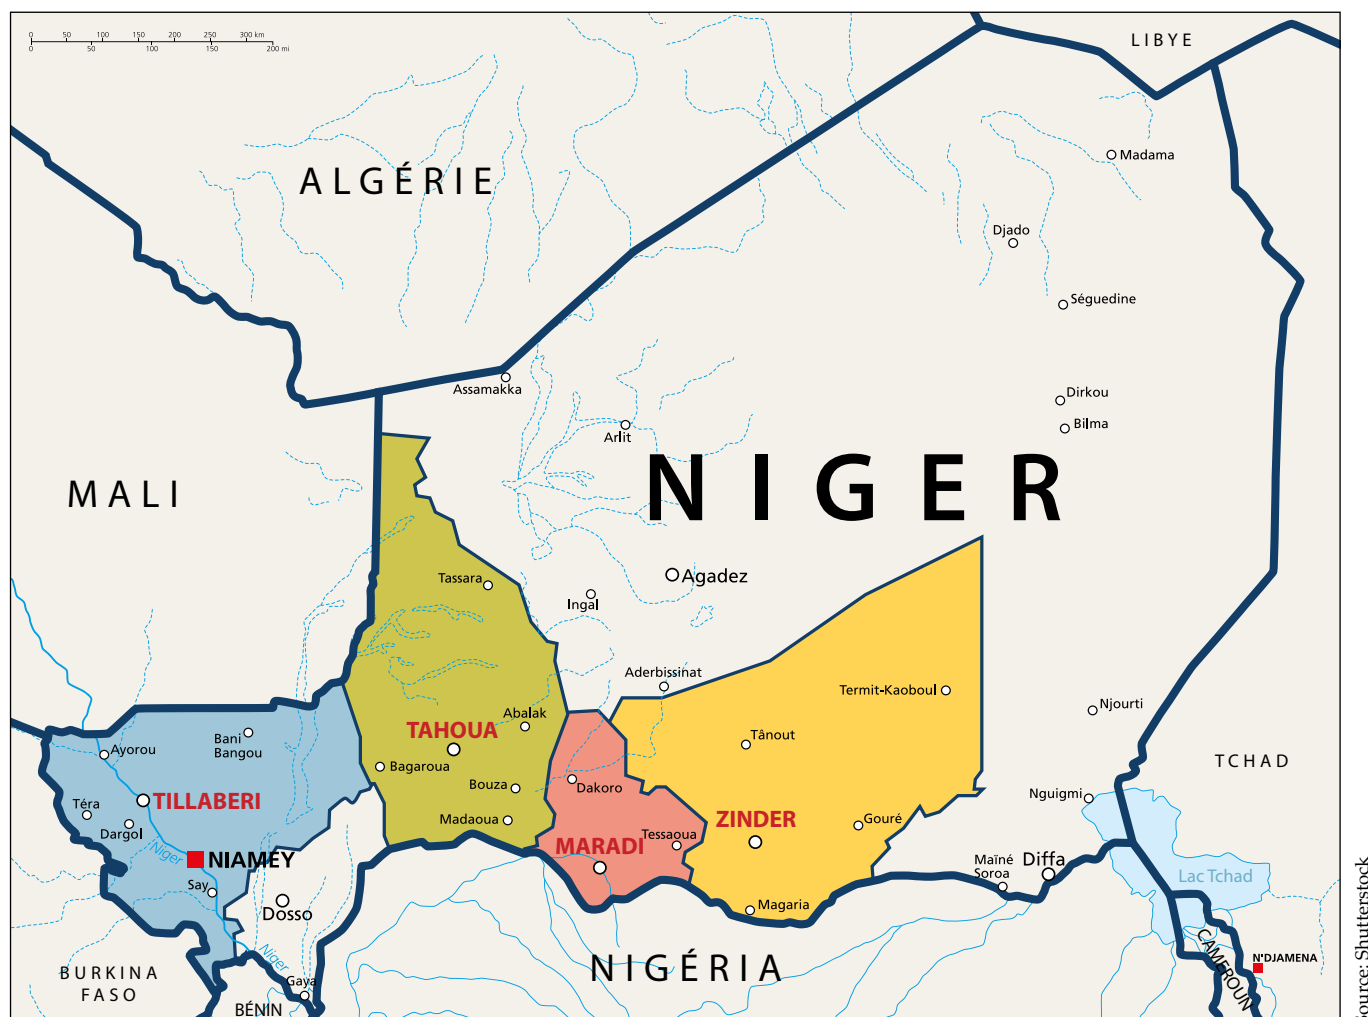 0 50 100 150 200 250 300 km
0 50 100 150 200 mi
LIBYE
Madama
ALGÉRIE
Djado
Séguedine
Assamakka
Dirkou
Bilma
Arlit
MALI
NIGER
Tassara
Agadez
Ingal
Aderbissinat
Termit-Kaoboul
Njourti
Abalak
TAHOUA
Ayorou
Bani
Bangou
Tânout
TCHAD
Bagaroua
Bouza
Dakoro
Nguigmi
TILLABERI
Téra
Dargol
Madaoua
ZINDER
Gouré
Tessaoua
MARADI
Niger
NIAMEY
Maïné
Soroa
Diffa
Lac Tchad
Say
Dosso
Magaria
Niger
NIGÉRIA
CAMEROUN
N'DJAMENA
BURKINA
FASO
Gaya
BÉNIN
Source: Shutterstock